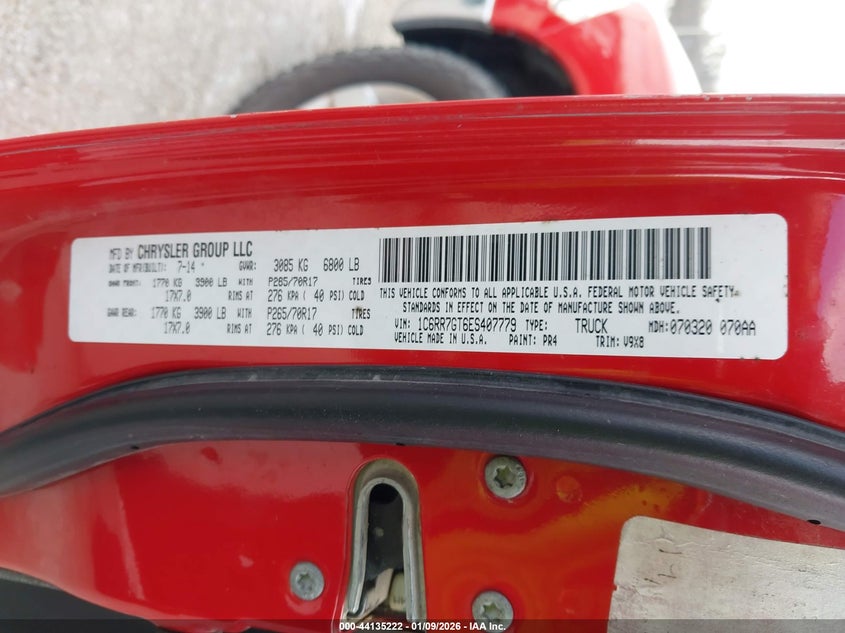 MFD BY CHRYSLER GROUP LLC
DATE OF MFR(BUILT): 7-14 GVWR: 3085 KG 6800 LB
GAWR FRONT: 1770 KG 3900 LB WITH P265/70R17 TIRES
17X7.0 RIMS AT 276 KPA ( 40 PSI) COLD
GAWR REAR: 1770 KG 3900 LB WITH P265/70R17 TIRES
17X7.0 RIMS AT 276 KPA ( 40 PSI) COLD
THIS VEHICLE CONFORMS TO ALL APPLICABLE U.S.A. FEDERAL MOTOR VEHICLE SAFETY
STANDARDS IN EFFECT ON THE DATE OF MANUFACTURE SHOWN ABOVE.
VIN: 1C6RR7GT6ES407779 TYPE: TRUCK MDH: 070320 070AA
VEHICLE MADE IN U.S.A. PAINT: PR4 TRIM: V9X8
000-44135222 - 01/09/2026 - IAA Inc.